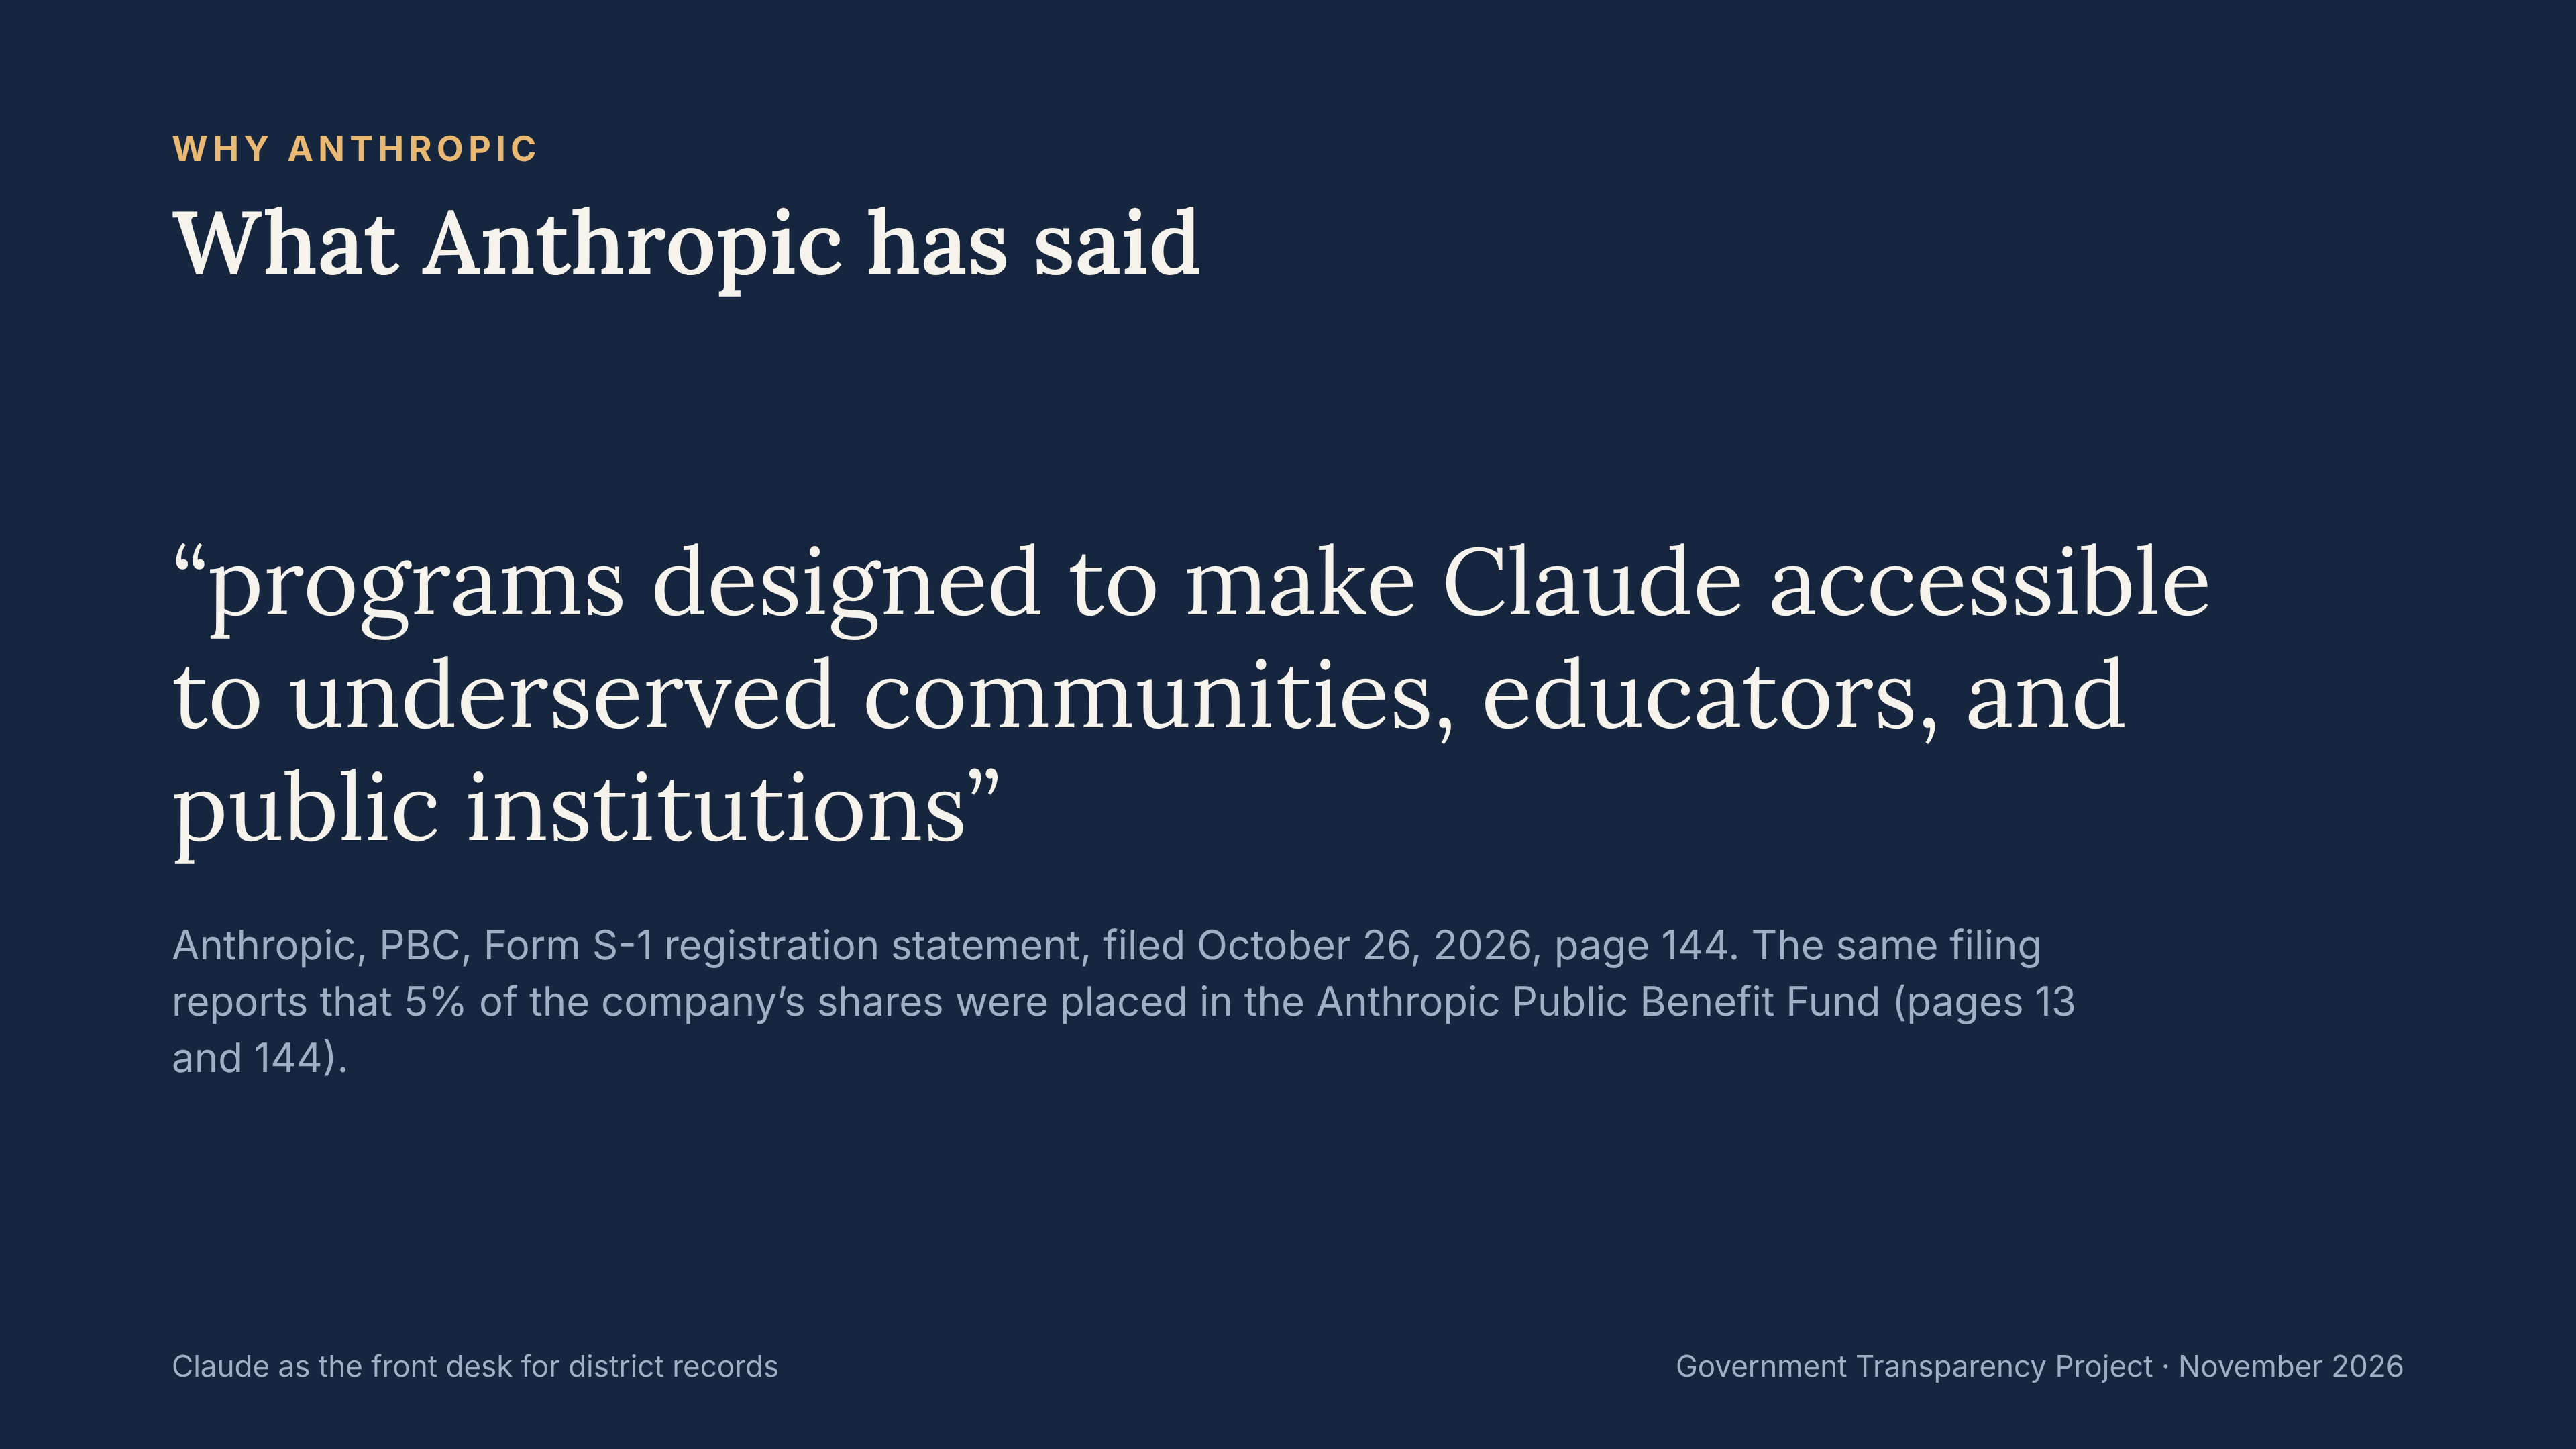 WHY ANTHROPIC
What Anthropic has said
“programs designed to make Claude accessible
to underserved communities, educators, and
public institutions”
Anthropic, PBC, Form S-1 registration statement, filed October 26, 2026, page 144. The same filing
reports that 5% of the company’s shares were placed in the Anthropic Public Benefit Fund (pages 13
and 144).
Claude as the front desk for district records
Government Transparency Project · November 2026